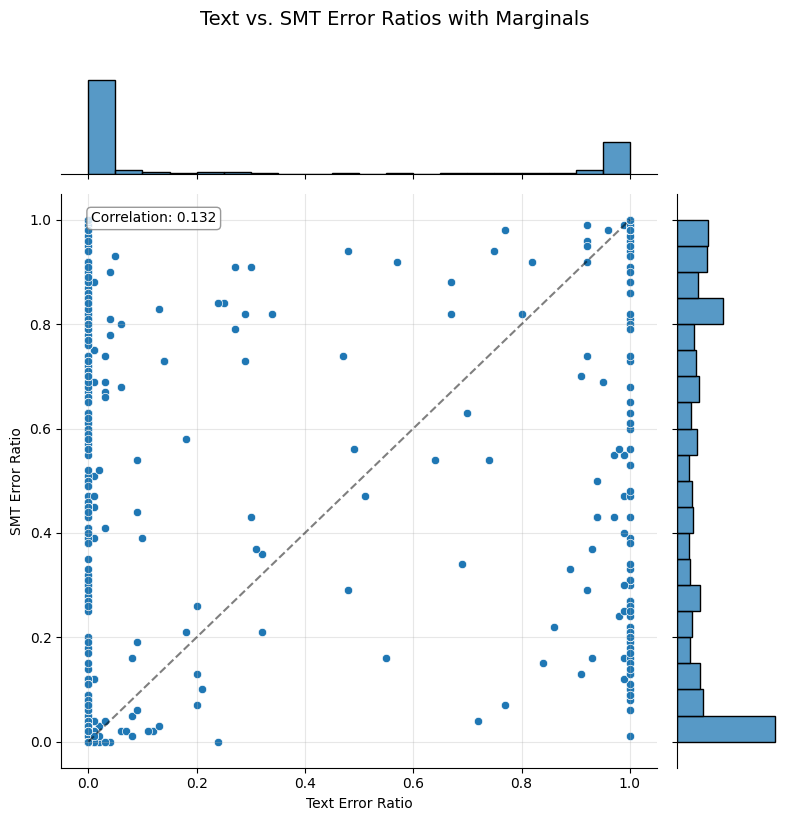 Text vs. SMT Error Ratios with Marginals
Correlation: 0.132
1.0
0.8
0.6
0.4
0.2
0.0
SMT Error Ratio
0.0 0.2 0.4 0.6 0.8 1.0
Text Error Ratio